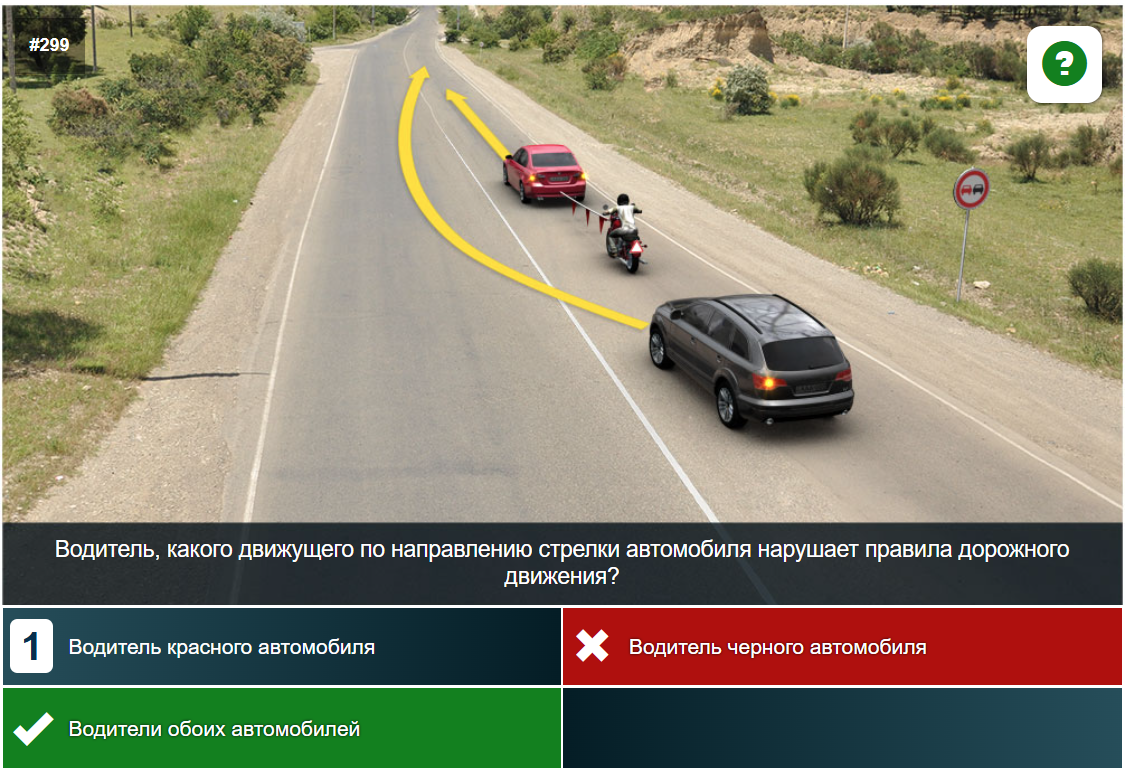 #299
?
Водитель, какого движущего по направлению стрелки автомобиля нарушает правила дорожного
движения?
1 Водитель красного автомобиля
Водитель черного автомобиля
Водители обоих автомобилей